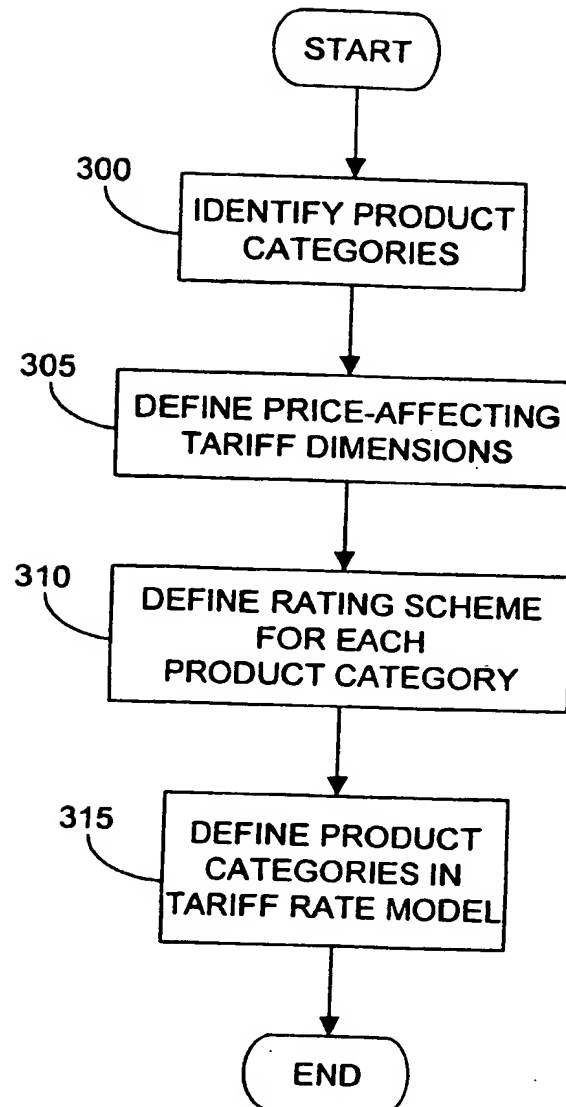 START
300
IDENTIFY PRODUCT
CATEGORIES
305
DEFINE PRICE-AFFECTING
TARIFF DIMENSIONS
310
DEFINE RATING SCHEME
FOR EACH
PRODUCT CATEGORY
315
DEFINE PRODUCT
CATEGORIES IN
TARIFF RATE MODEL
END